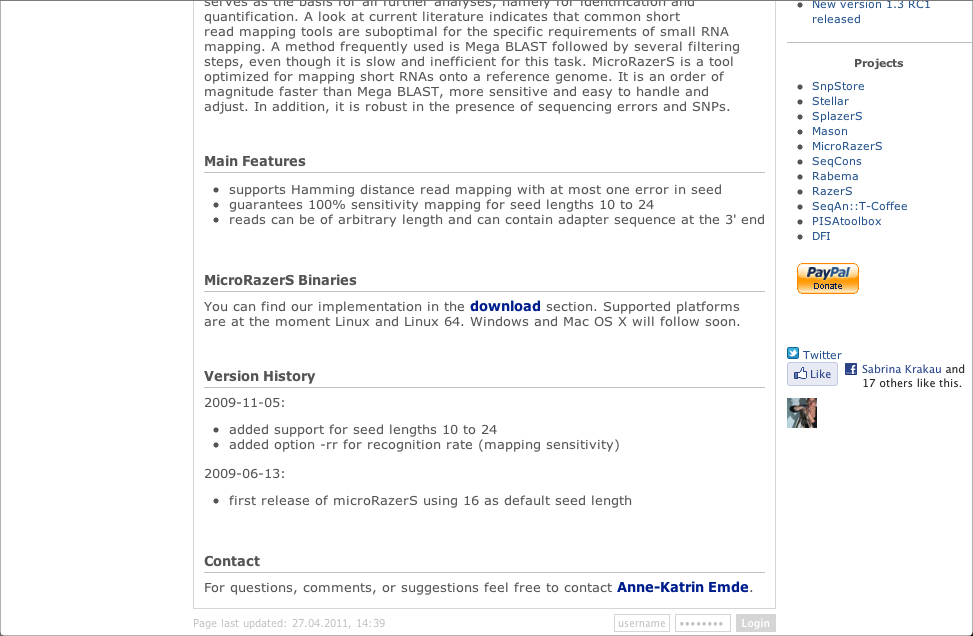 serves as the basis for all further analyses, namely for identification and
quantification. A look at current literature indicates that common short
read mapping tools are suboptimal for the specific requirements of small RNA
mapping. A method frequently used is Mega BLAST followed by several filtering
steps, even though it is slow and inefficient for this task. MicroRazerS is a tool
optimized for mapping short RNAs onto a reference genome. It is an order of
magnitude faster than Mega BLAST, more sensitive and easy to handle and
adjust. In addition, it is robust in the presence of sequencing errors and SNPs.
Main Features
• supports Hamming distance read mapping with at most one error in seed
• guarantees 100% sensitivity mapping for seed lengths 10 to 24
• reads can be of arbitrary length and can contain adapter sequence at the 3' end
MicroRazerS Binaries
You can find our implementation in the download section. Supported platforms
are at the moment Linux and Linux 64. Windows and Mac OS X will follow soon.
Version History
2009-11-05:
• added support for seed lengths 10 to 24
• added option -rr for recognition rate (mapping sensitivity)
2009-06-13:
• first release of microRazerS using 16 as default seed length
Contact
For questions, comments, or suggestions feel free to contact Anne-Katrin Emde.
• New version 1.3 RC1
released
Projects
• SnpStore
• Stellar
• SplazerS
• Mason
• MicroRazerS
• SeqCons
• Rabema
• RazerS
• SeqAn::T-Coffee
• PISAtoolbox
• DFI
PayPal
Donate
Twitter
Like
Sabrina Krakau and
17 others like this.
Page last updated: 27.04.2011, 14:39
username
••••••••
Login